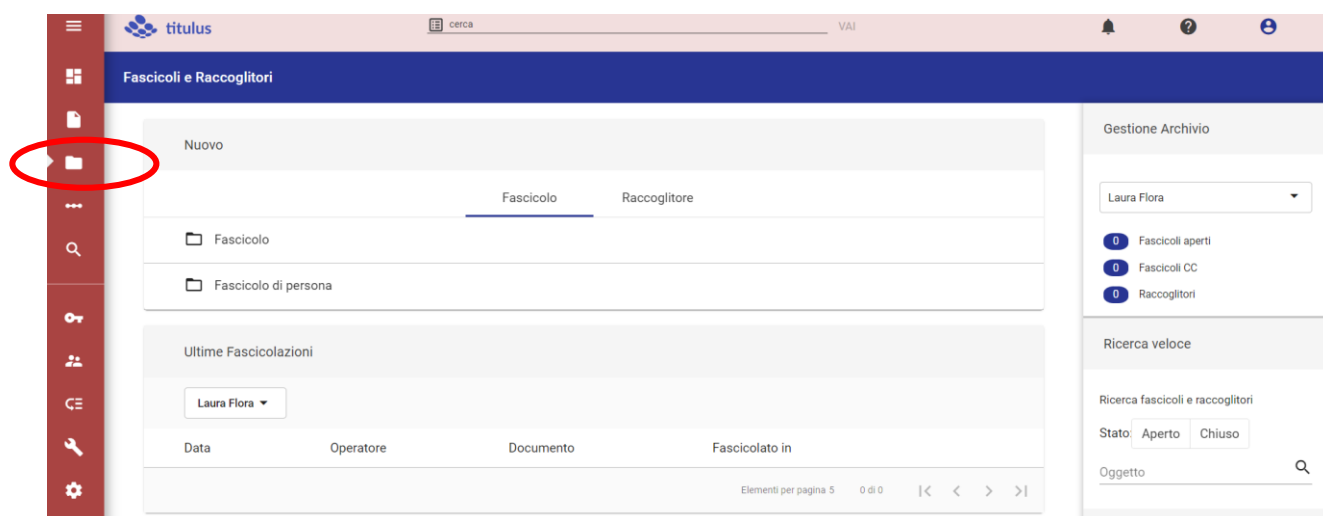 titulus
cerca VAI
Fascicoli e Raccoglitori
Nuovo
Fascicolo Raccoglitore
Fascicolo
Fascicolo di persona
Ultime Fascicolazioni
Laura Flora
Data Operatore Documento Fascicolato in
Elementi per pagina 5 0 di 0
Gestione Archivio
Laura Flora
0 Fascicoli aperti
0 Fascicoli CC
0 Raccoglitori
Ricerca veloce
Ricerca fascicoli e raccoglitori
Stato: Aperto Chiuso
Oggetto